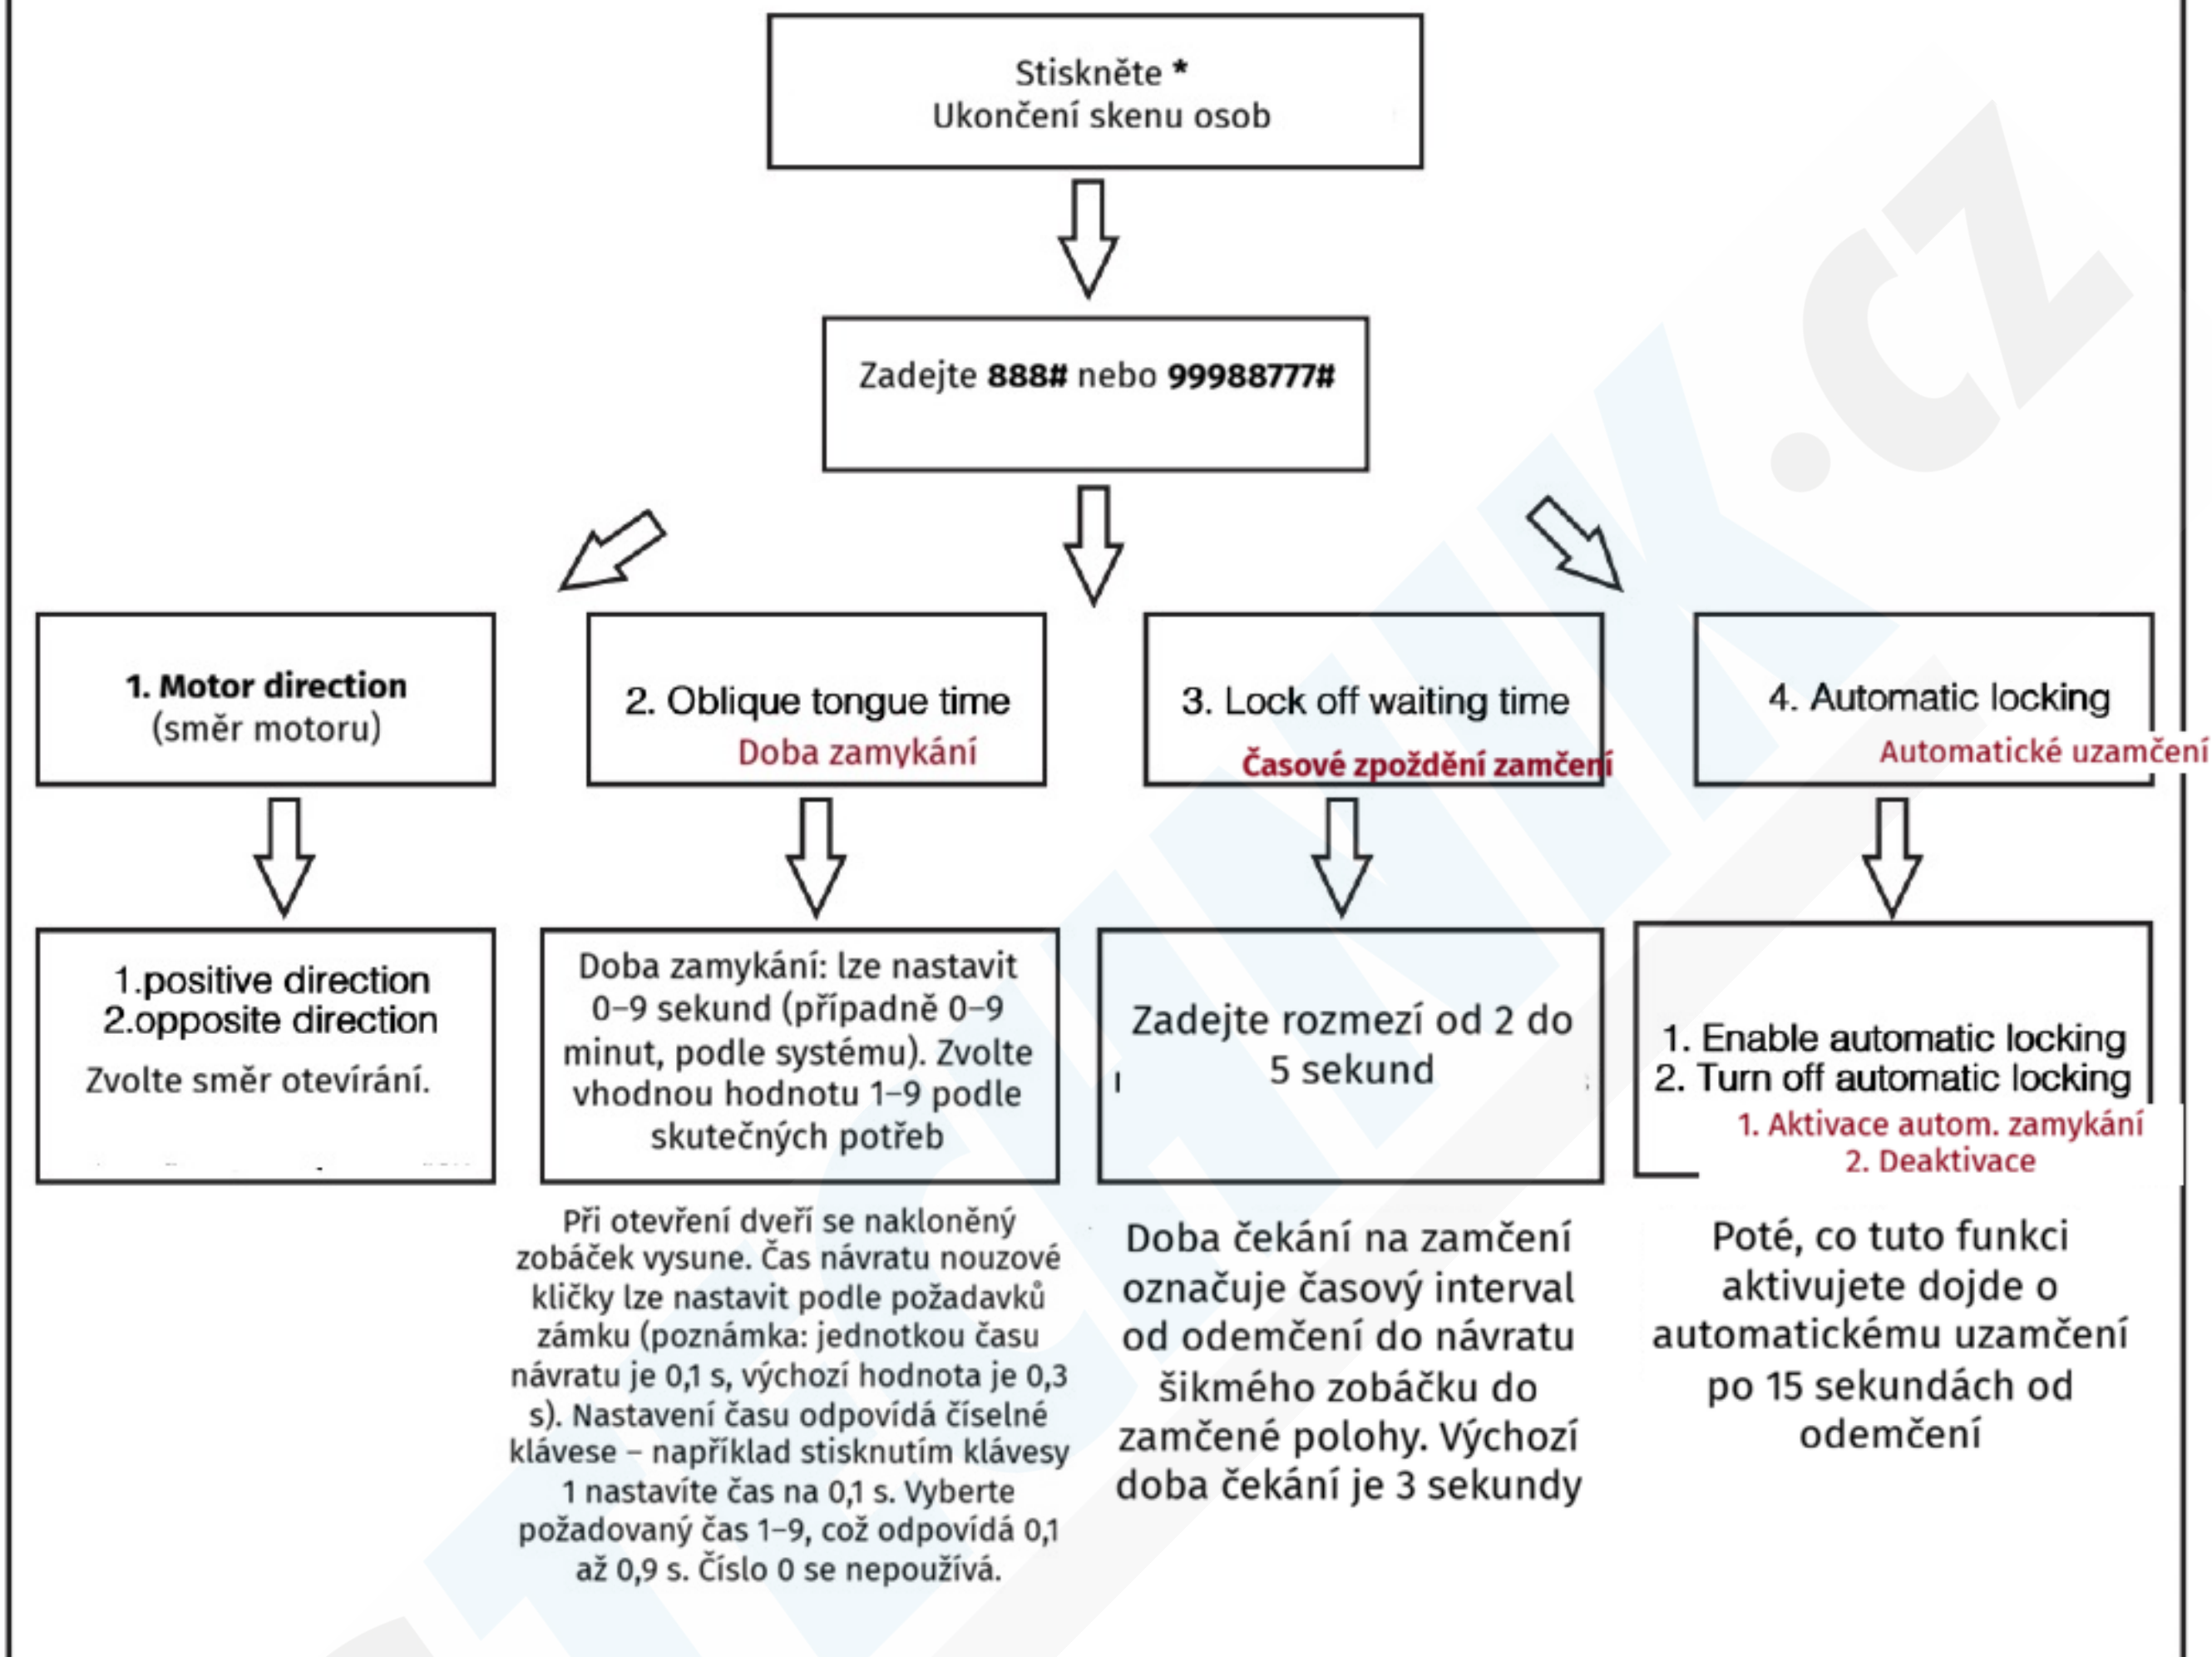 Stiskněte *
Ukončení skenu osob
Zadejte 888# nebo 99988777#
1. Motor direction
(směr motoru)
2. Oblique tongue time
Doba zamykání
3. Lock off waiting time
Časové zpoždění zamčení
4. Automatic locking
Automatické uzamčení
1.positive direction
2.opposite direction
Zvolte směr otevírání.
Doba zamykání: lze nastavit
0–9 sekund (případně 0–9
minut, podle systému). Zvolte
vhodnou hodnotu 1–9 podle
skutečných potřeb
Zadejte rozmezí od 2 do
5 sekund
1. Enable automatic locking
2. Turn off automatic locking
1. Aktivace autom. zamykání
2. Deaktivace
Při otevření dveří se nakloněný
zobáček vysune. Čas návratu nouzové
kličky lze nastavit podle požadavků
zámku (poznámka: jednotkou času
návratu je 0,1 s, výchozí hodnota je 0,3
s). Nastavení času odpovídá číselné
klávese – například stisknutím klávesy
1 nastavíte čas na 0,1 s. Vyberte
požadovaný čas 1–9, což odpovídá 0,1
až 0,9 s. Číslo 0 se nepoužívá.
Doba čekání na zamčení
označuje časový interval
od odemčení do návratu
šikmého zobáčku do
zamčené polohy. Výchozí
doba čekání je 3 sekundy
Poté, co tuto funkci
aktivujete dojde o
automatickému uzamčení
po 15 sekundách od
odemčení
TECHNIK.cz